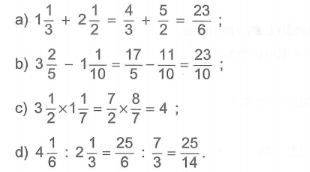 a) 1 1/3 + 2 1/2 = 4/3 + 5/2 = 23/6 ;
b) 3 2/5 - 1 1/10 = 17/5 - 11/10 = 23/10 ;
c) 3 1/2 × 1 1/7 = 7/2 × 8/7 = 4 ;
d) 4 1/6 : 2 1/3 = 25/6 : 7/3 = 25/14 .